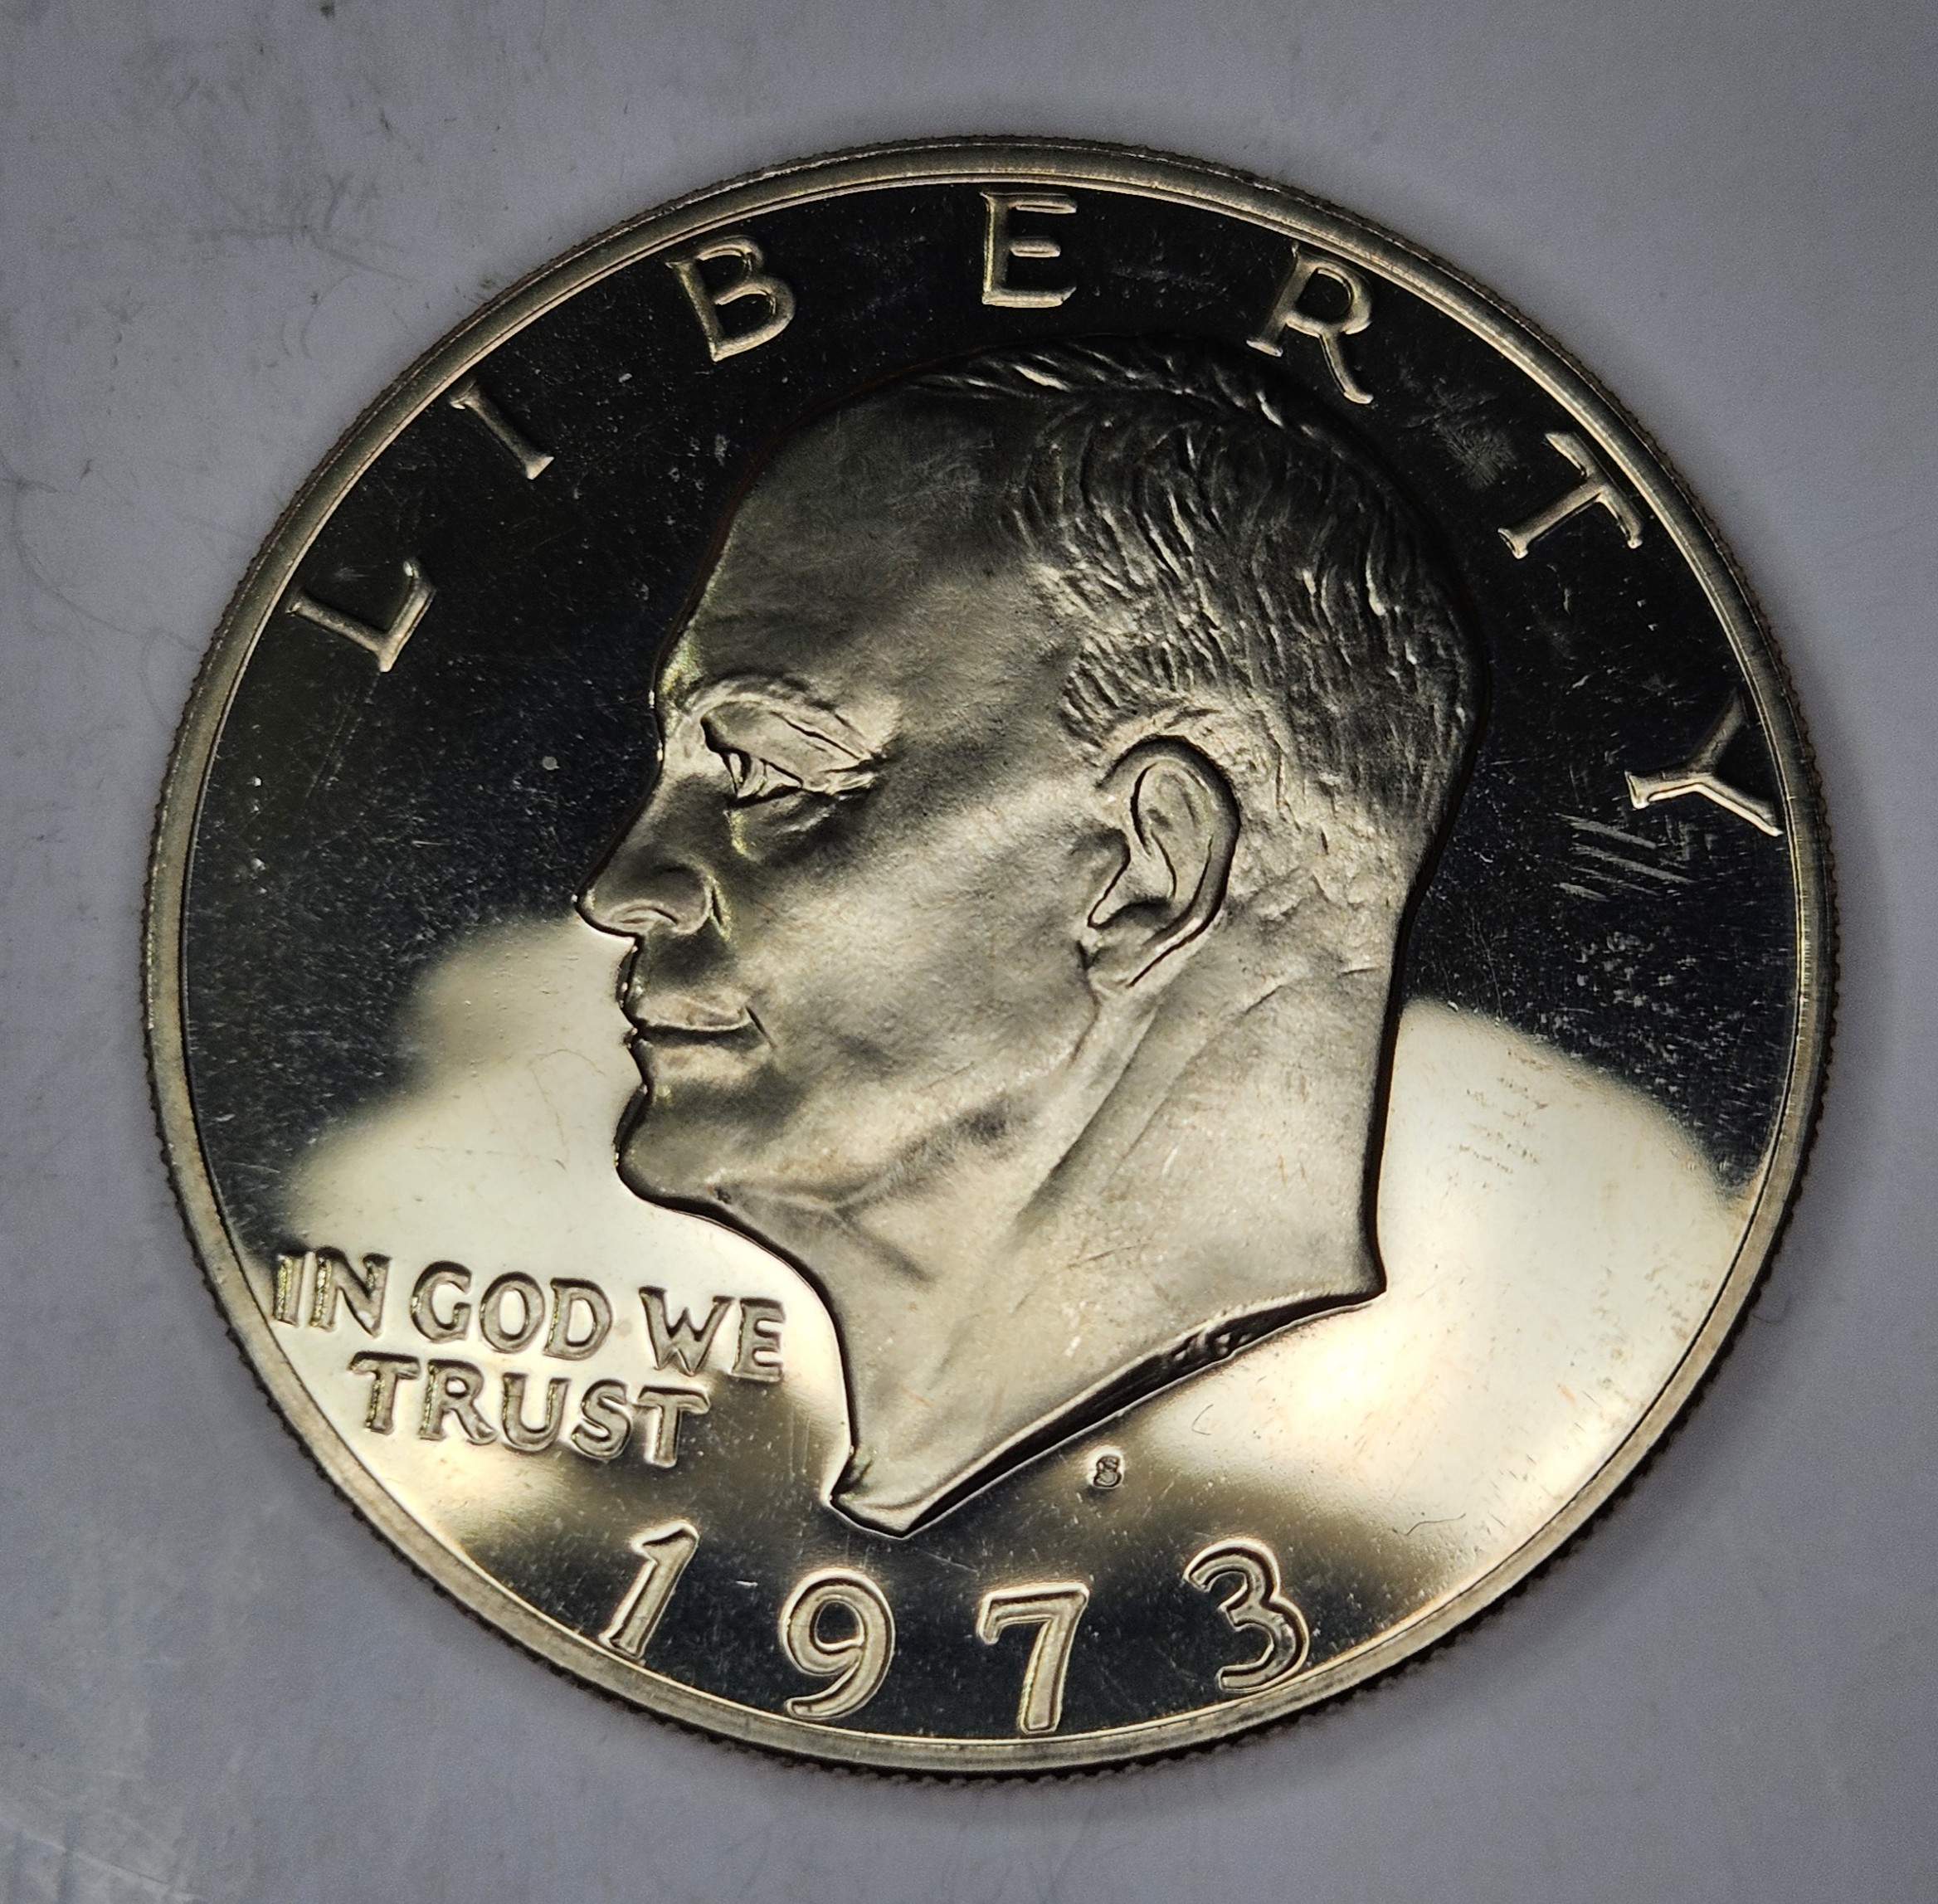 LIBERTY
IN GOD WE
TRUST
S
1973